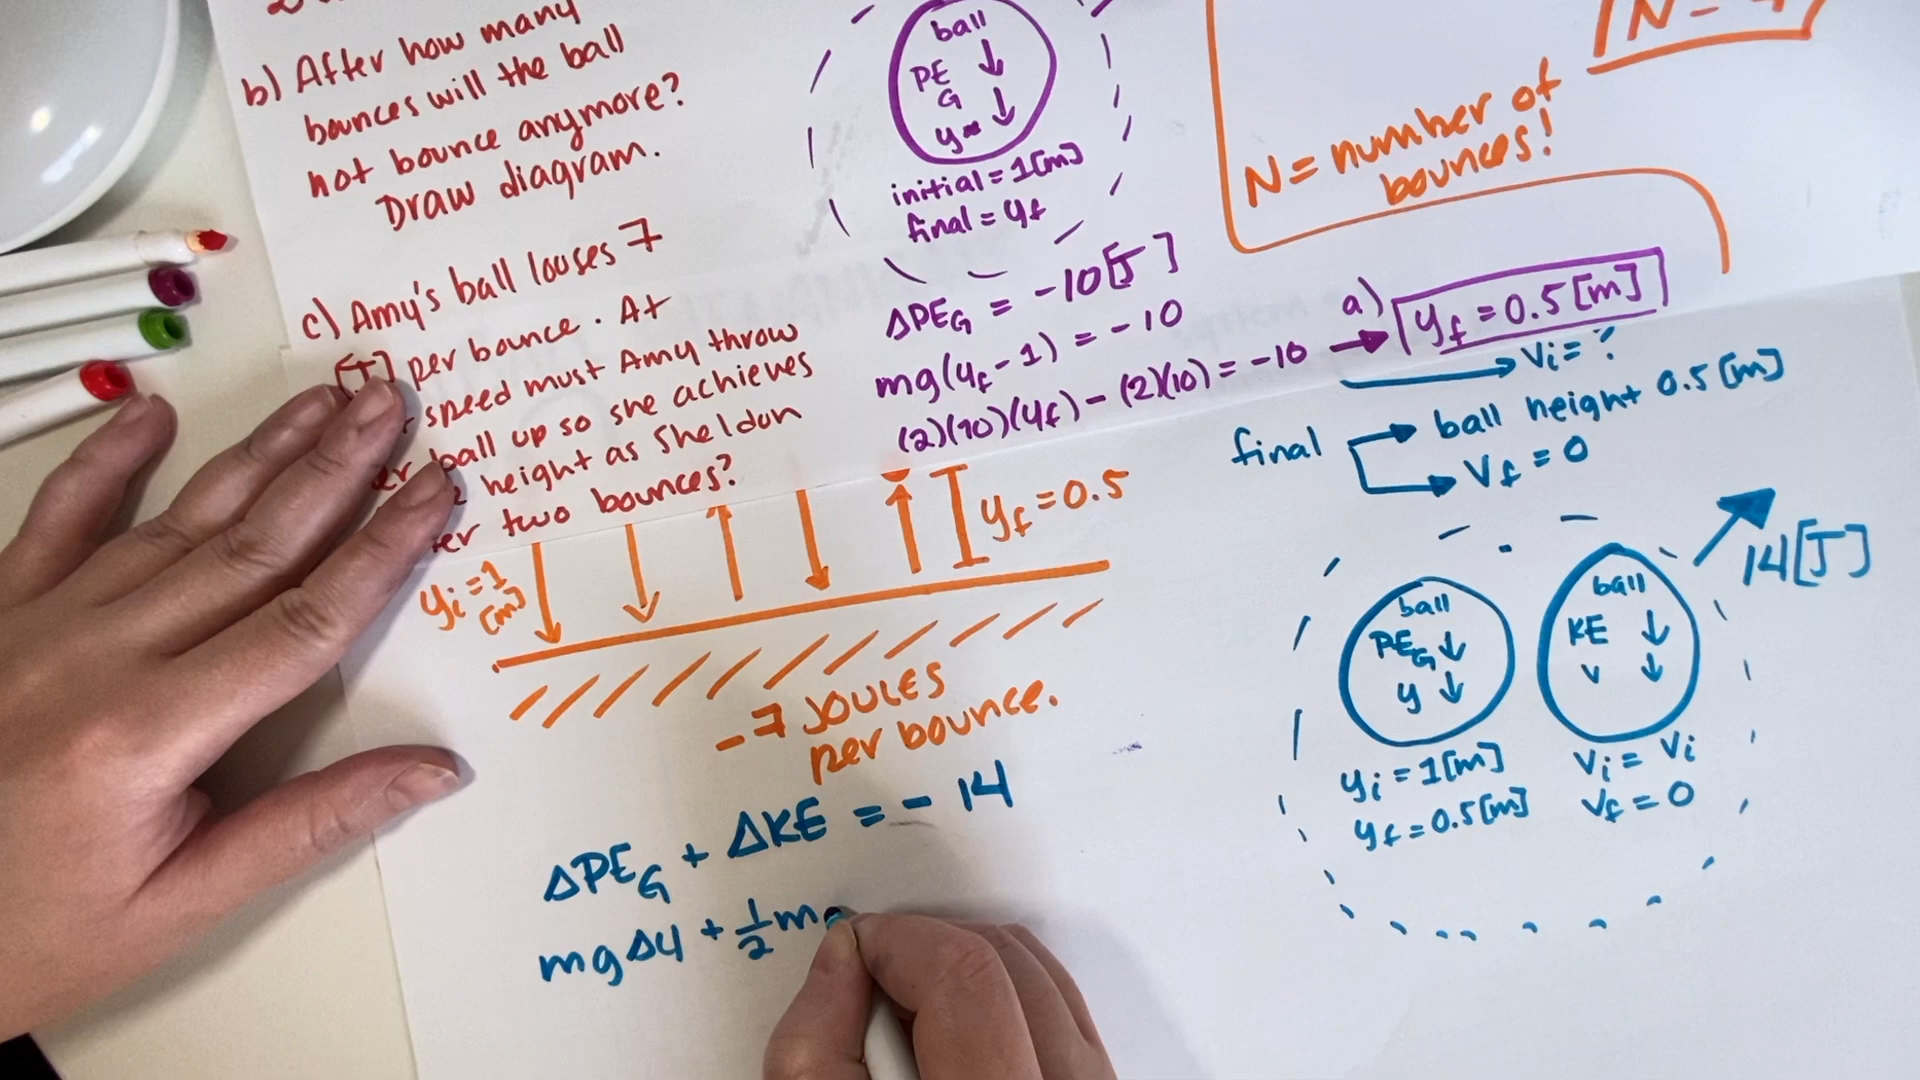 b) After how many
bounces will the ball
not bounce anymore?
Draw diagram.
c) Amy's ball louses 7
[J] per bounce. At
speed must Amy throw
ball up so she achieves
height as Sheldon
two bounces?
ball ↓
PE
G ↓
y ↓
initial = 1[m]
final = yf
ΔPEG = -10[J]
mg(yf - 1) = -10
(2)(10)(yf) - (2)(10) = -10
a) yf = 0.5[m]
N = number of
bounces!
Vi = ?
final
ball height 0.5[m]
Vf = 0
yi = 1
[m]
yf = 0.5
-7 JOULES
per bounce.
ΔPEG + ΔKE = - 14
mgΔy + 1/2 m
14[J]
ball
PEG ↓
y ↓
yi = 1[m]
yf = 0.5[m]
ball
KE ↓
v ↓
Vi = Vi
Vf = 0